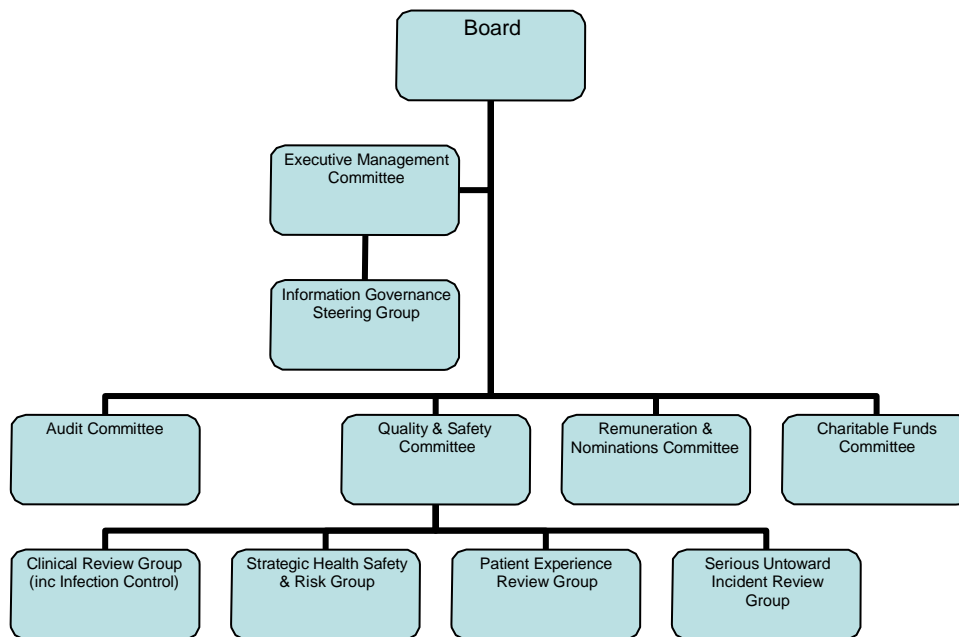 Board
Executive Management
Committee
Information Governance
Steering Group
Audit Committee
Quality & Safety
Committee
Remuneration &
Nominations Committee
Charitable Funds
Committee
Clinical Review Group
(inc Infection Control)
Strategic Health Safety
& Risk Group
Patient Experience
Review Group
Serious Untoward
Incident Review
Group